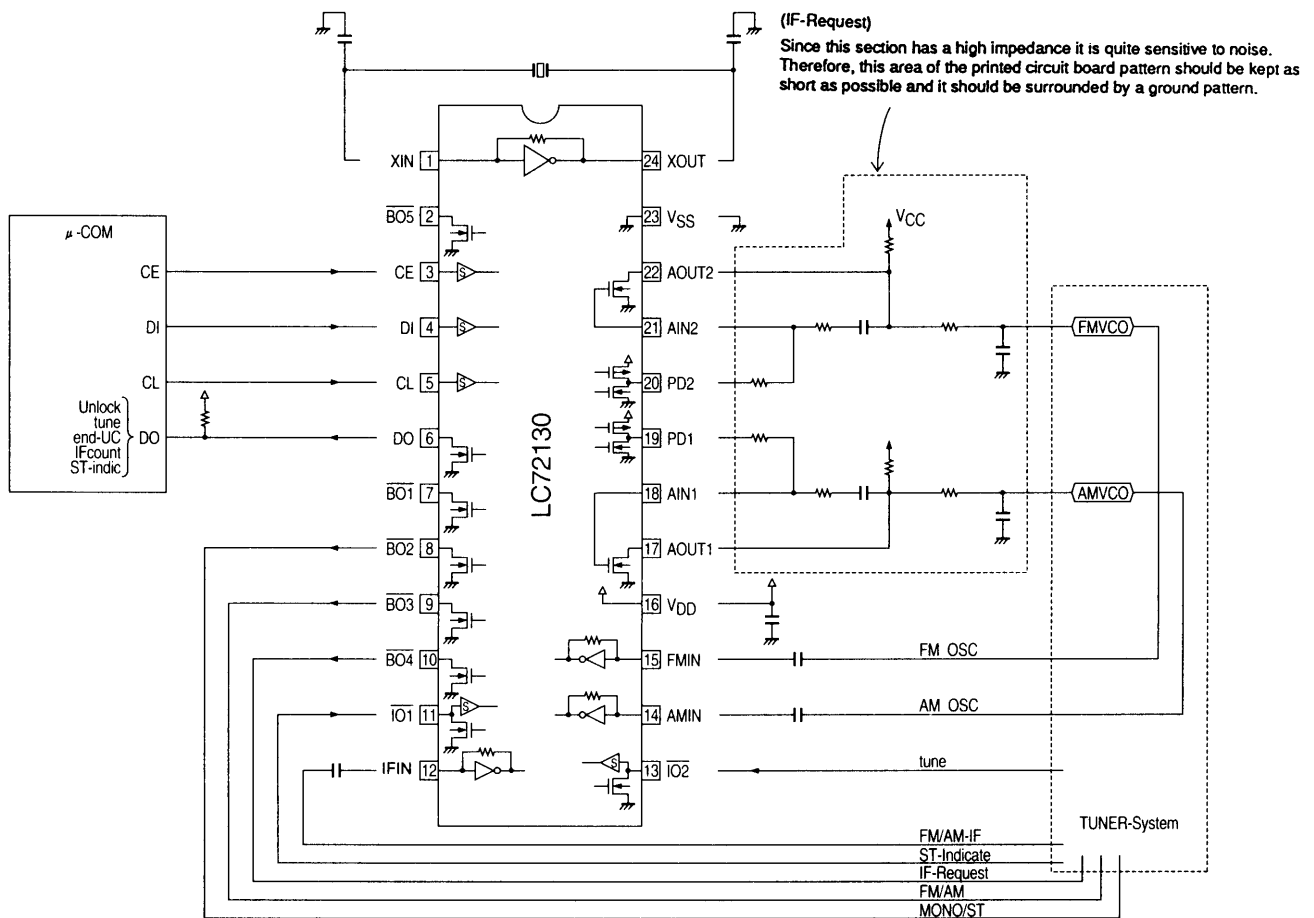 (IF-Request)
Since this section has a high impedance it is quite sensitive to noise.
Therefore, this area of the printed circuit board pattern should be kept as
short as possible and it should be surrounded by a ground pattern.
XIN 1
24 XOUT
BO5 2
23 VSS
VCC
μ-COM
CE
CE 3 S
22 AOUT2
DI
DI 4 S
21 AIN2
FMVCO
CL
CL 5 S
20 PD2
Unlock
tune
end-UC
IFcount
ST-indic
DO
DO 6
19 PD1
LC72130
BO1 7
18 AIN1
AMVCO
BO2 8
17 AOUT1
BO3 9
16 VDD
BO4 10
15 FMIN
FM OSC
IO1 11 S
14 AMIN
AM OSC
IFIN 12
S 13 IO2
tune
TUNER-System
FM/AM-IF
ST-Indicate
IF-Request
FM/AM
MONO/ST